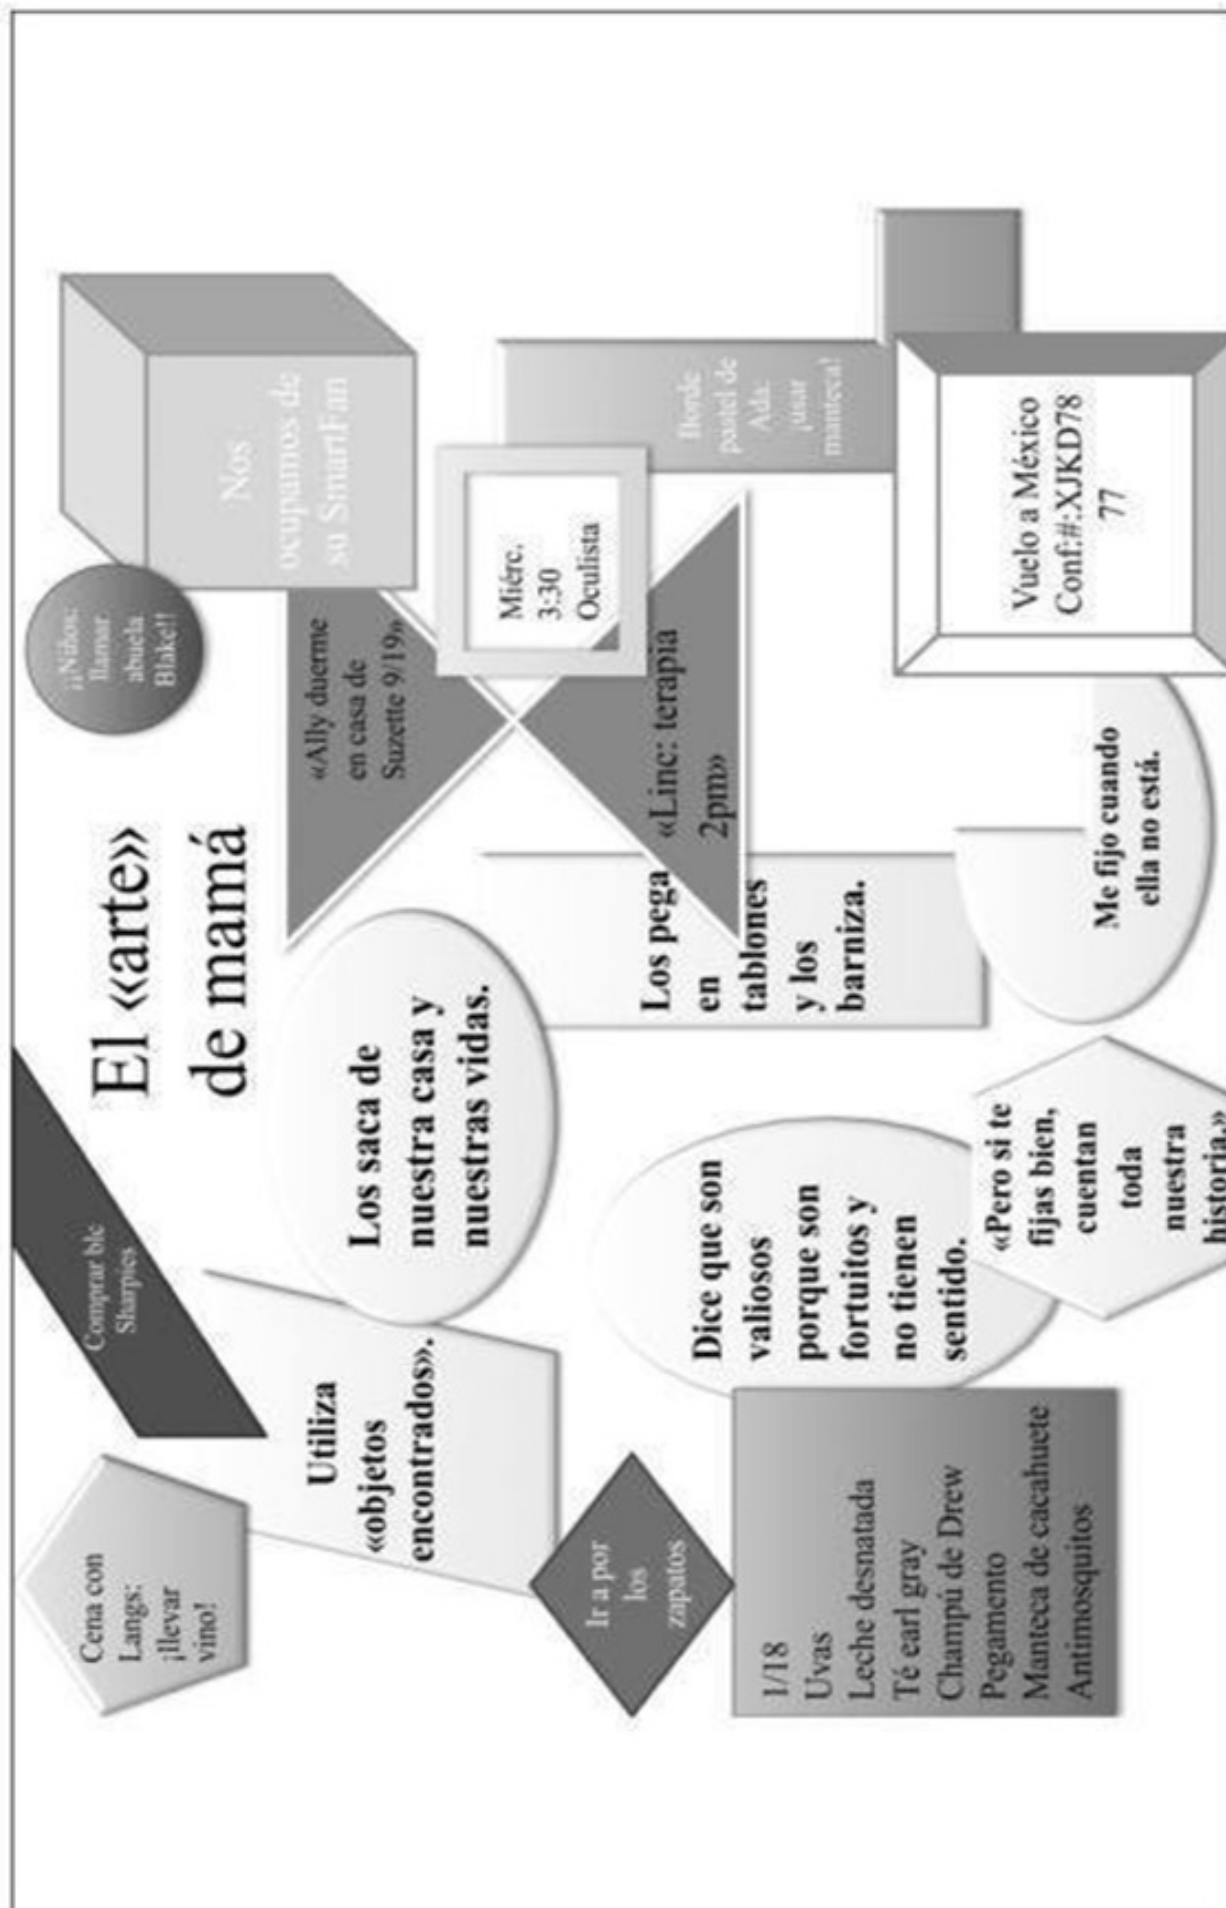 El «arte»
de mamá
Cena con
Langs:
¡llevar
vino!
Comprar blc
Sharpies
¡¡Niños:
llamar
abuela
Blake!!
Nos
ocupamos de
su SmartFan
Utiliza
«objetos
encontrados».
Los saca de
nuestra casa y
nuestras vidas.
«Ally duerme
en casa de
Suzette 9/19»
Miérc.
3:30
Oculista
«Linc: terapia
2pm»
Los pega
en
tablones
y los
barniza.
Borde
pastel de
Ada:
¡usar
manteca!
Ir a por
los
zapatos
Dice que son
valiosos
porque son
fortuitos y
no tienen
sentido.
1/18
Uvas
Leche desnatada
Té earl gray
Champú de Drew
Pegamento
Manteca de cacahuete
Antimosquitos
«Pero si te
fijas bien,
cuentan
toda
nuestra
historia.»
Me fijo cuando
ella no está.
Vuelo a México
Conf:#:XJKD78
77